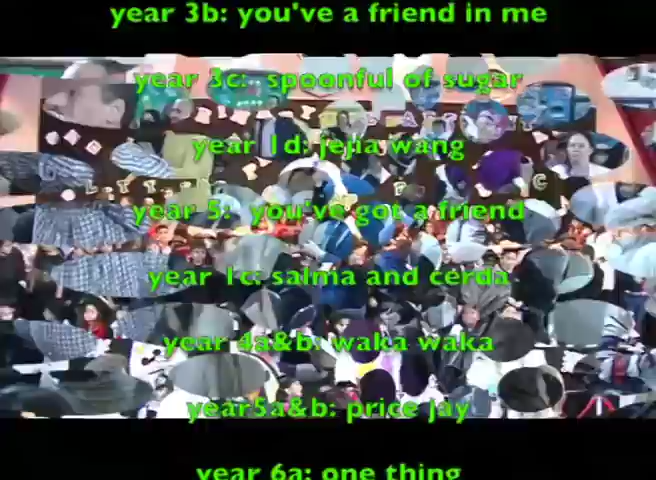 year 3b: you've a friend in me
year 3c: spoonful of sugar
year 1d: jejia wang
year 5: you've got a friend
year 1c: salma and cerda
year 4a&b: waka waka
year5a&b: price jay
year 6a: one thing